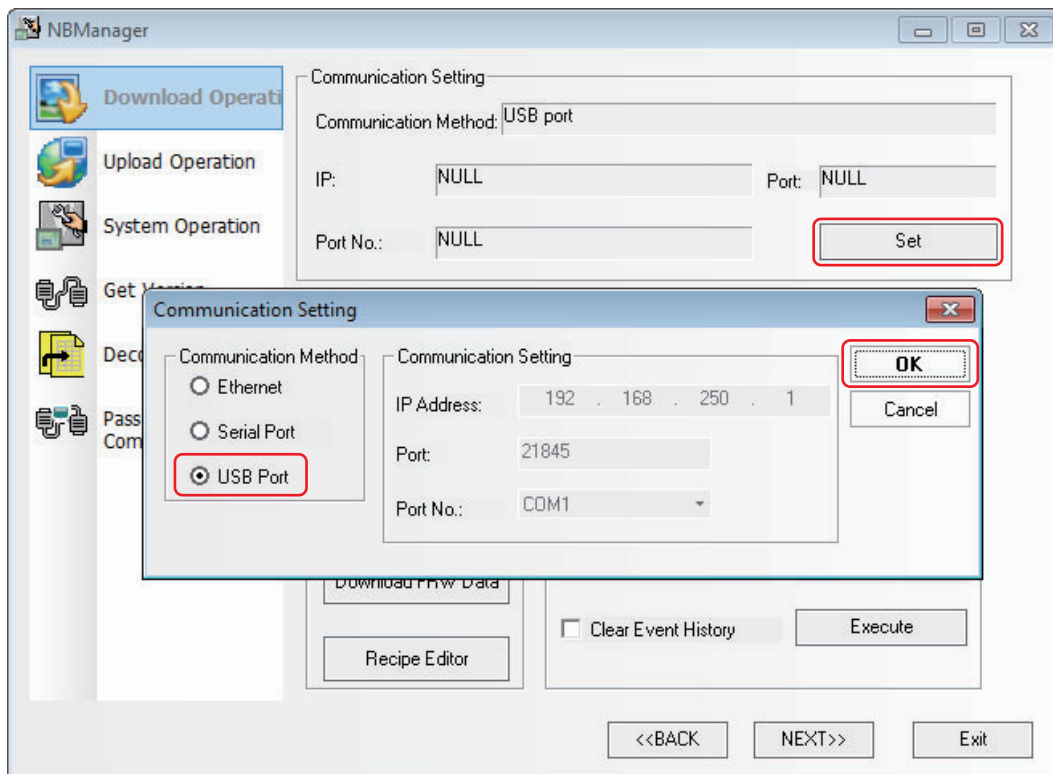 NBManager
Download Operati
Communication Setting
Communication Method: USB port
Upload Operation
IP: NULL Port: NULL
System Operation
Port No.: NULL Set
Get
Communication Setting
Communication Method
Communication Setting
OK
Ethernet
IP Address: 192 . 168 . 250 . 1
Cancel
Serial Port
Port: 21845
USB Port
Port No.: COM1
Deco
Pass
Com
Download PRW Data
Clear Event History Execute
Recipe Editor
<<BACK NEXT>> Exit